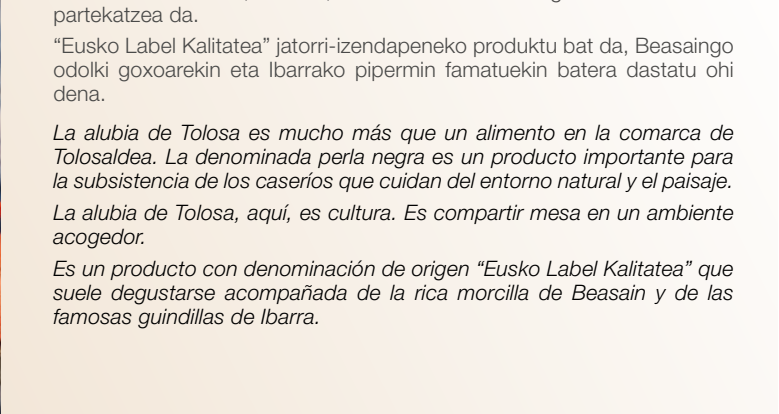 partekatzea da.
“Eusko Label Kalitatea” jatorri-izendapeneko produktu bat da, Beasaingo
odolki goxoarekin eta Ibarrako pipermin famatuekin batera dastatu ohi
dena.
La alubia de Tolosa es mucho más que un alimento en la comarca de
Tolosaldea. La denominada perla negra es un producto importante para
la subsistencia de los caseríos que cuidan del entorno natural y el paisaje.
La alubia de Tolosa, aquí, es cultura. Es compartir mesa en un ambiente
acogedor.
Es un producto con denominación de origen “Eusko Label Kalitatea” que
suele degustarse acompañada de la rica morcilla de Beasain y de las
famosas guindillas de Ibarra.